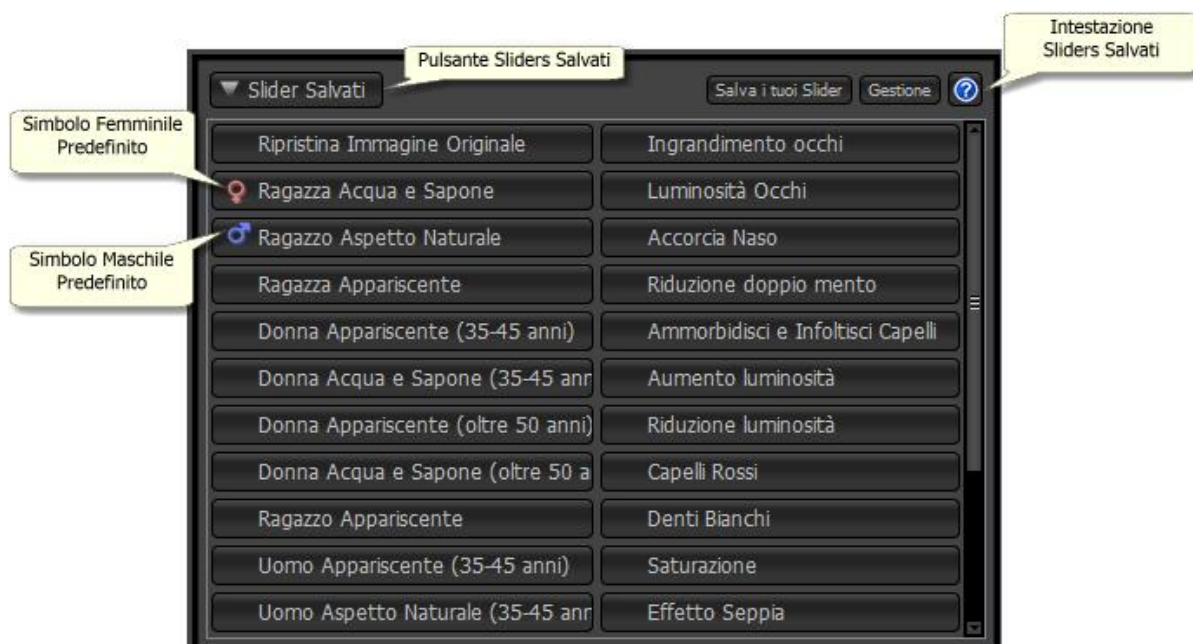 Intestazione
Sliders Salvati
Pulsante Sliders Salvati
Slider Salvati
Salva i tuoi Slider
Gestione
?
Simbolo Femminile
Predefinito
Simbolo Maschile
Predefinito
Ripristina Immagine Originale
Ingrandimento occhi
Ragazza Acqua e Sapone
Luminosità Occhi
Ragazzo Aspetto Naturale
Accorcia Naso
Ragazza Appariscente
Riduzione doppio mento
Donna Appariscente (35-45 anni)
Ammorbidisci e Infoltisci Capelli
Donna Acqua e Sapone (35-45 anr
Aumento luminosità
Donna Appariscente (oltre 50 anni)
Riduzione luminosità
Donna Acqua e Sapone (oltre 50 a
Capelli Rossi
Ragazzo Appariscente
Denti Bianchi
Uomo Appariscente (35-45 anni)
Saturazione
Uomo Aspetto Naturale (35-45 anr
Effetto Seppia